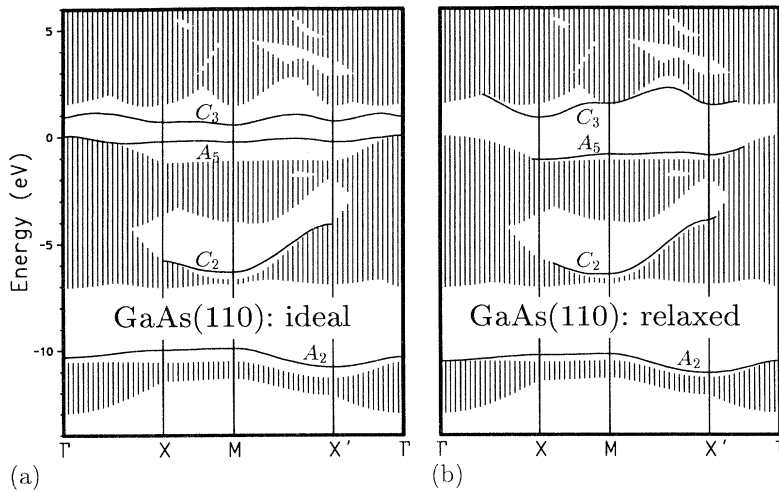 5
0
-5
-10
Energy (eV)
C3
A5
C2
GaAs(110): ideal
A2
Γ X M X' Γ
(a)
C3
A5
C2
GaAs(110): relaxed
A2
Γ X M X'
(b)